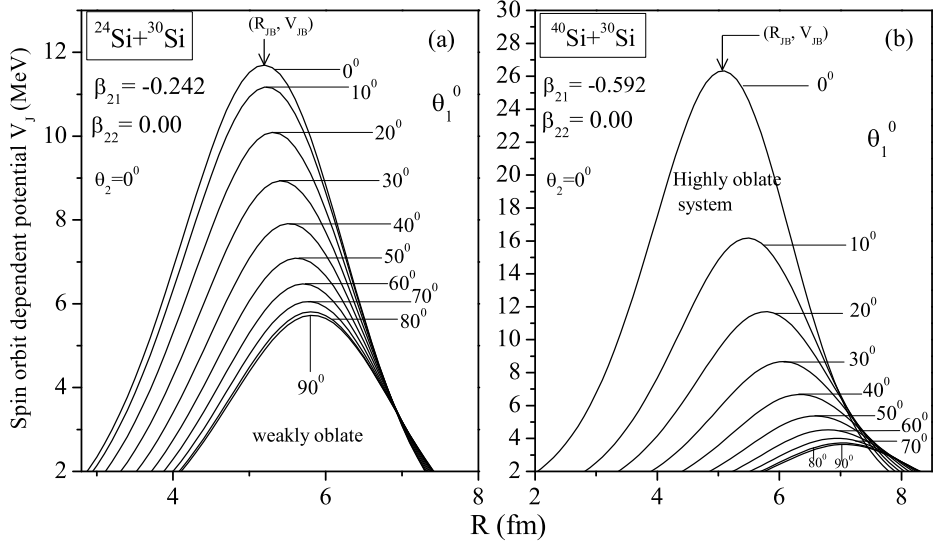 Spin orbit dependent potential V_J (MeV)
²⁴Si+³⁰Si
β₂₁= -0.242
β₂₂= 0.00
θ₂=0⁰
(R_JB, V_JB)
(a)
θ₁⁰
0⁰
10⁰
20⁰
30⁰
40⁰
50⁰
60⁰
70⁰
80⁰
90⁰
weakly oblate
12
10
8
6
4
2
4 6 8
⁴⁰Si+³⁰Si
β₂₁= -0.592
β₂₂= 0.00
θ₂=0⁰
(R_JB, V_JB)
(b)
θ₁⁰
0⁰
Highly oblate
system
10⁰
20⁰
30⁰
40⁰
50⁰
60⁰
70⁰
80⁰ 90⁰
30
28
26
24
22
20
18
16
14
12
10
8
6
4
2
2 4 6 8
R (fm)